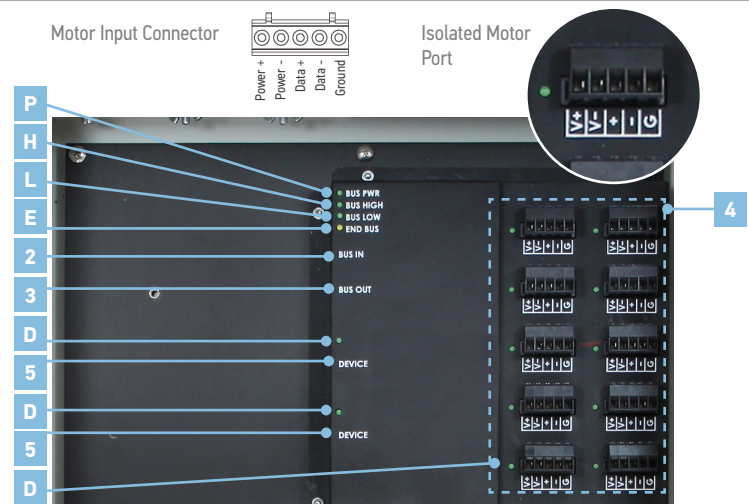 Motor Input Connector
Power +
Power -
Data +
Data -
Ground
Isolated Motor
Port
V+ V- + - G
P
H
L
E
2
3
D
5
D
5
D
BUS PWR
BUS HIGH
BUS LOW
END BUS
BUS IN
BUS OUT
DEVICE
DEVICE
4
V+ V- + - G
V+ V- + - G
V+ V- + - G
V+ V- + - G
V+ V- + - G
V+ V- + - G
V+ V- + - G
V+ V- + - G
V+ V- + - G
V+ V- + - G